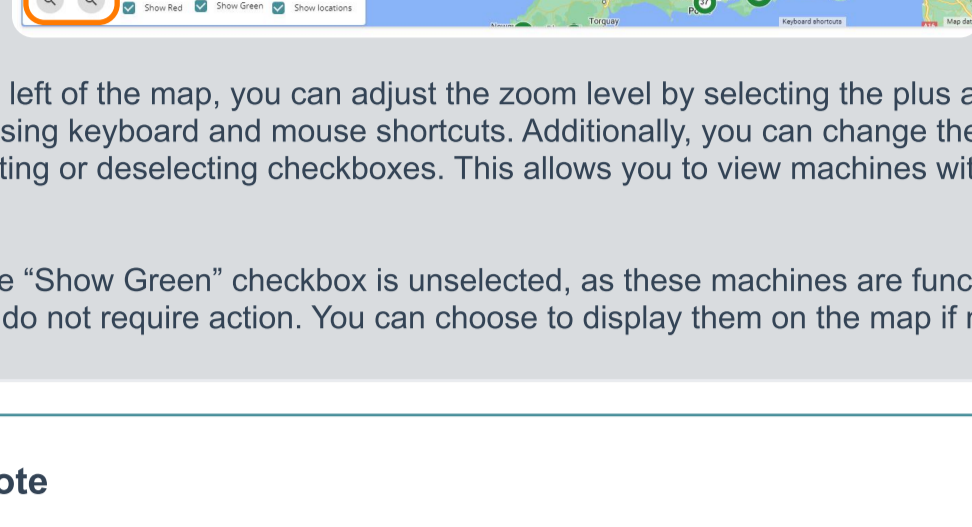 Show Red Show Green Show locations
Torquay
37
Keyboard shortcuts
Map dat
left of the map, you can adjust the zoom level by selecting the plus a
sing keyboard and mouse shortcuts. Additionally, you can change the
ting or deselecting checkboxes. This allows you to view machines wit
e “Show Green” checkbox is unselected, as these machines are func
do not require action. You can choose to display them on the map if r
ote